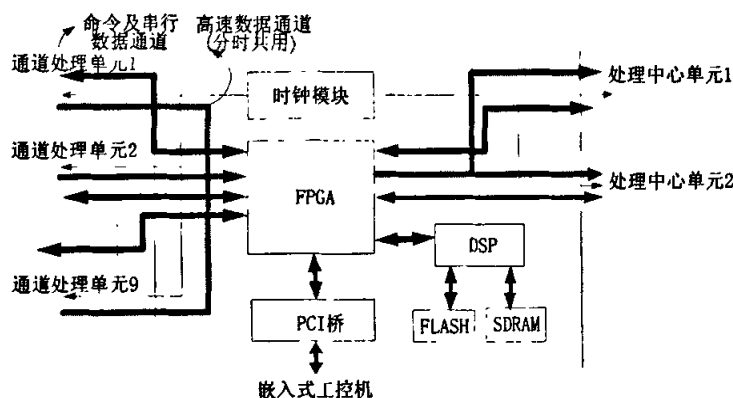 命令及串行
数据通道
高速数据通道
(分时共用)
通道处理单元1
时钟模块
处理中心单元1
通道处理单元2
FPGA
处理中心单元2
DSP
通道处理单元9
PCI桥
FLASH
SDRAM
嵌入式工控机